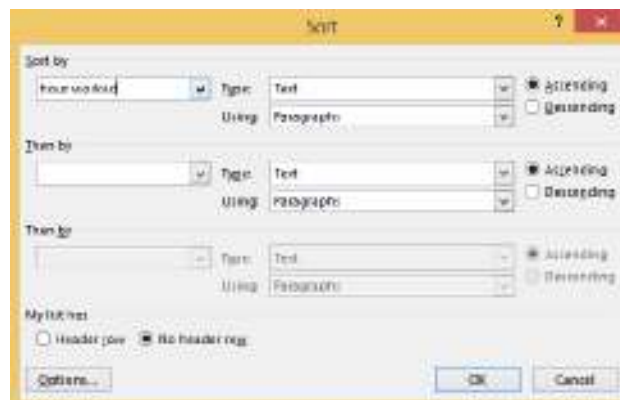 Sort
?
Sort by
Type: Text Ascending
Using: Paragraphs Descending
Then by
Type: Text Ascending
Using: Paragraphs Descending
Then by
Type: Text Ascending
Using: Paragraphs Descending
My list has
Header row No header row
Options... OK Cancel